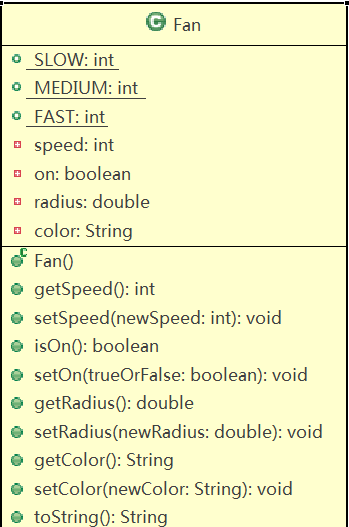 Fan
SLOW: int
MEDIUM: int
FAST: int
speed: int
on: boolean
radius: double
color: String
Fan()
getSpeed(): int
setSpeed(newSpeed: int): void
isOn(): boolean
setOn(trueOrFalse: boolean): void
getRadius(): double
setRadius(newRadius: double): void
getColor(): String
setColor(newColor: String): void
toString(): String